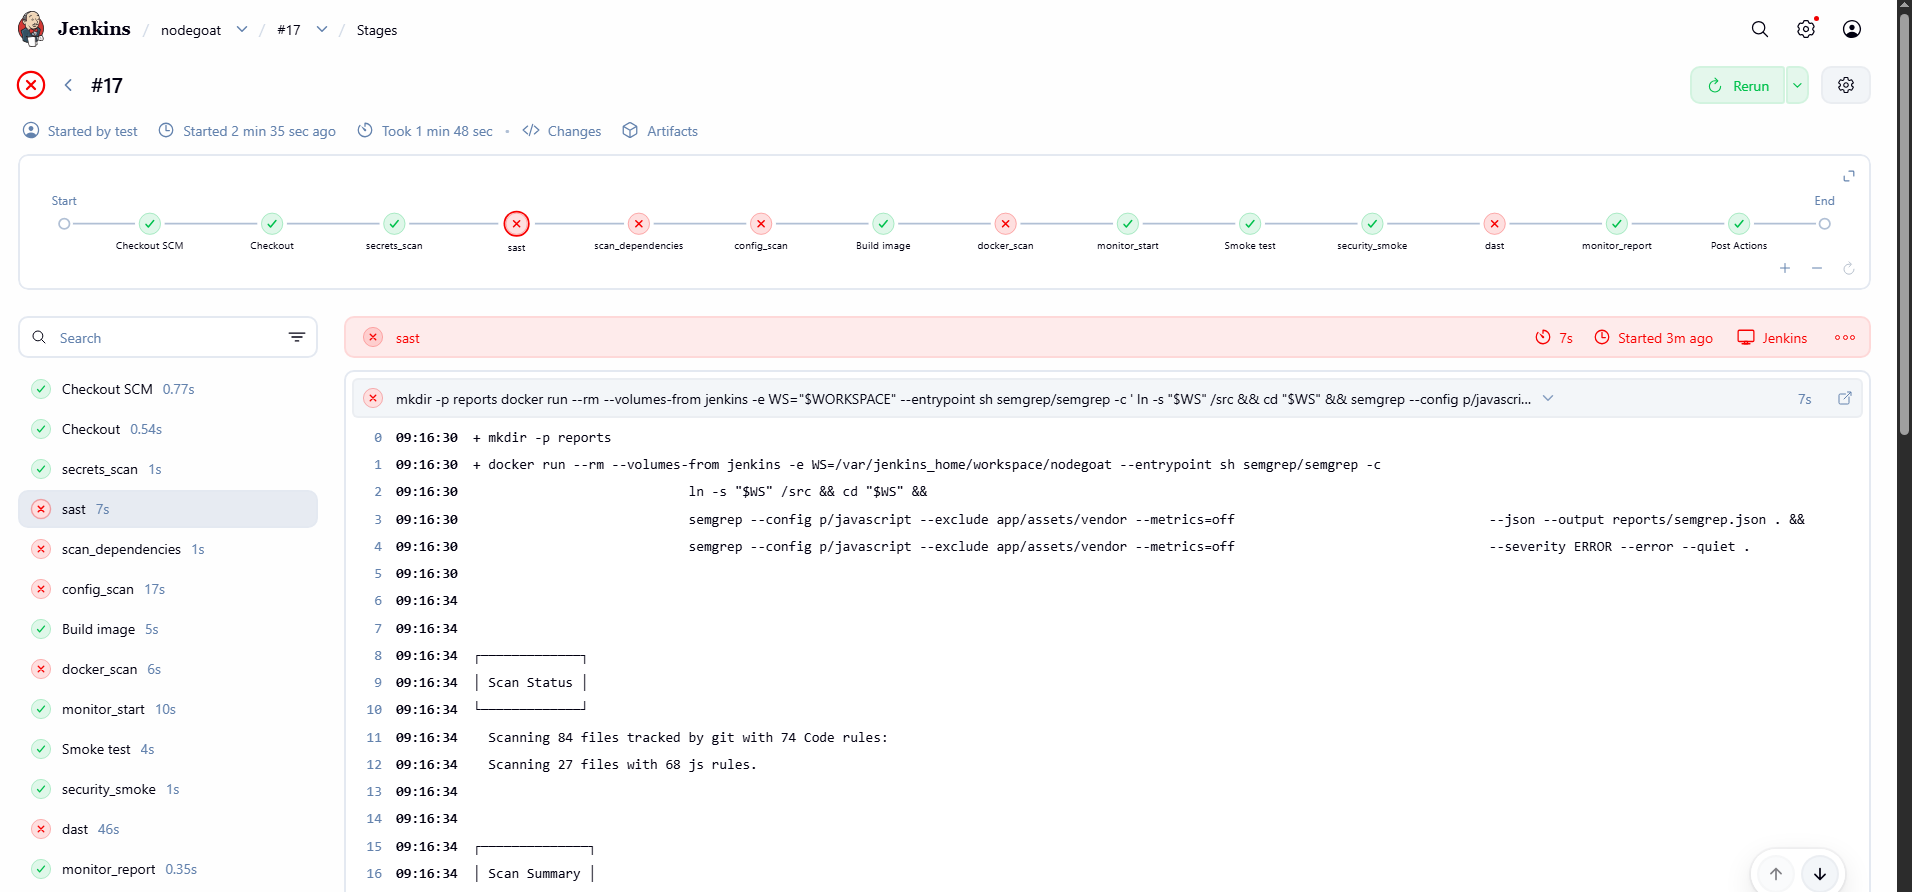 Jenkins / nodegoat / #17 / Stages
#17
Rerun
Started by test Started 2 min 35 sec ago Took 1 min 48 sec Changes Artifacts
Start
End
Checkout SCM
Checkout
secrets_scan
sast
scan_dependencies
config_scan
Build image
docker_scan
monitor_start
Smoke test
security_smoke
dast
monitor_report
Post Actions
Search
Checkout SCM 0.77s
Checkout 0.54s
secrets_scan 1s
sast 7s
scan_dependencies 1s
config_scan 17s
Build image 5s
docker_scan 6s
monitor_start 10s
Smoke test 4s
security_smoke 1s
dast 46s
monitor_report 0.35s
sast 7s Started 3m ago Jenkins
mkdir -p reports docker run --rm --volumes-from jenkins -e WS="$WORKSPACE" --entrypoint sh semgrep/semgrep -c ' ln -s "$WS" /src && cd "$WS" && semgrep --config p/javascri... 7s
0 09:16:30 + mkdir -p reports
1 09:16:30 + docker run --rm --volumes-from jenkins -e WS=/var/jenkins_home/workspace/nodegoat --entrypoint sh semgrep/semgrep -c
2 09:16:30 ln -s "$WS" /src && cd "$WS" &&
3 09:16:30 semgrep --config p/javascript --exclude app/assets/vendor --metrics=off --json --output reports/semgrep.json . &&
4 09:16:30 semgrep --config p/javascript --exclude app/assets/vendor --metrics=off --severity ERROR --error --quiet .
5 09:16:30
6 09:16:34
7 09:16:34
8 09:16:34
9 09:16:34 Scan Status
10 09:16:34
11 09:16:34 Scanning 84 files tracked by git with 74 Code rules:
12 09:16:34 Scanning 27 files with 68 js rules.
13 09:16:34
14 09:16:34
15 09:16:34
16 09:16:34 Scan Summary